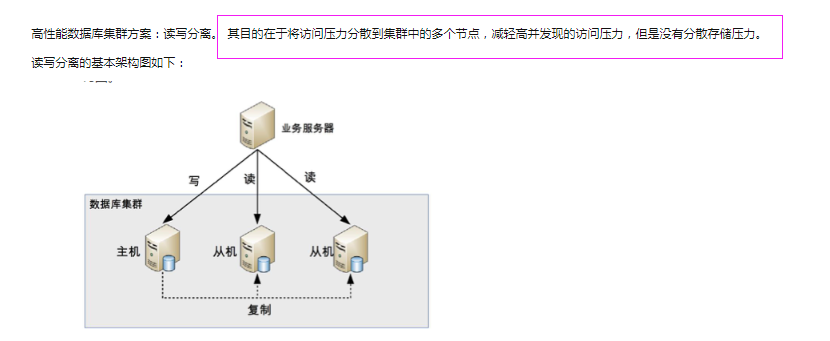 高性能数据库集群方案：读写分离。 其目的在于将访问压力分散到集群中的多个节点，减轻高并发现的访问压力，但是没有分散存储压力。
读写分离的基本架构图如下：
业务服务器
写 读 读
数据库集群
主机 从机 从机
复制